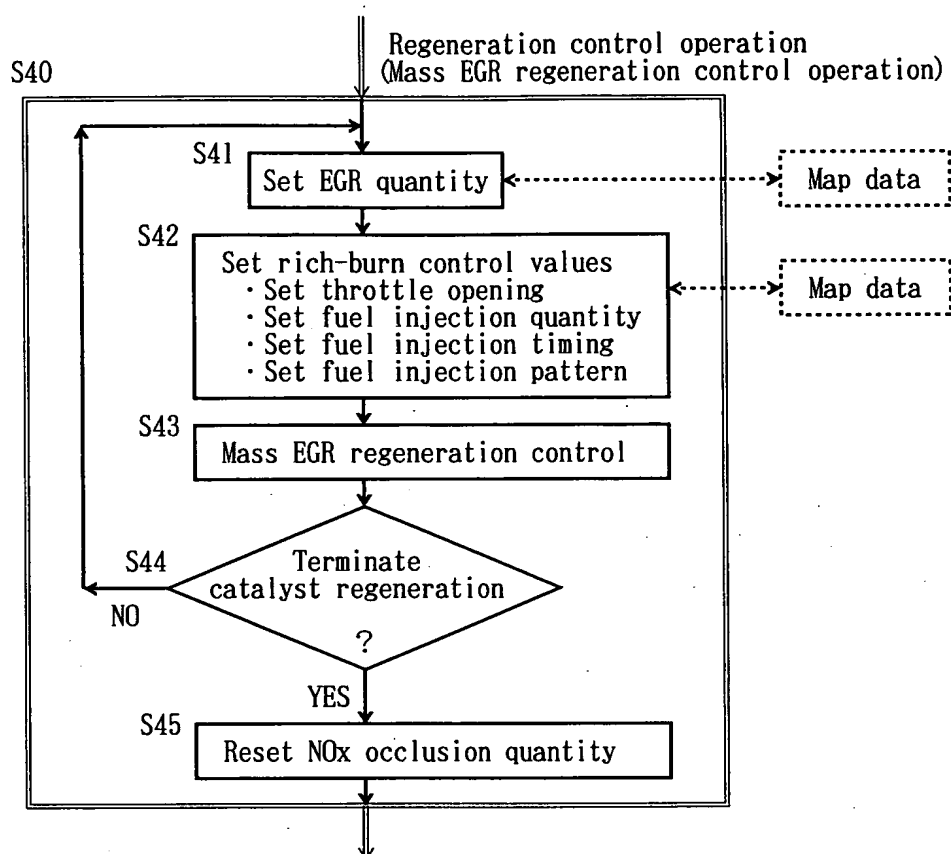 Regeneration control operation
(Mass EGR regeneration control operation)
S40
S41
Set EGR quantity
Map data
S42
Set rich-burn control values
・Set throttle opening
・Set fuel injection quantity
・Set fuel injection timing
・Set fuel injection pattern
Map data
S43
Mass EGR regeneration control
S44
Terminate
catalyst regeneration
?
NO
YES
S45
Reset NOx occlusion quantity